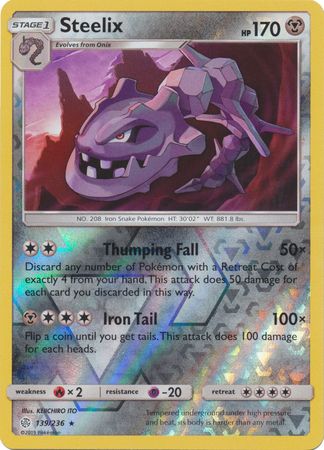 STAGE 1 Steelix HP 170
Evolves from Onix
NO. 208 Iron Snake Pokémon HT: 30'02" WT: 881.8 lbs.
Thumping Fall 50×
Discard any number of Pokémon with a Retreat Cost of
exactly 4 from your hand. This attack does 50 damage
for each card you discarded in this way.
Iron Tail 100×
Flip a coin until you get tails. This attack does 100
damage for each heads.
weakness × 2 resistance -20 retreat
Illus. KEIICHIRO ITO
139/236
©2019 Pokémon
Tempered underground under high pressure
and heat, its body is harder than any metal.